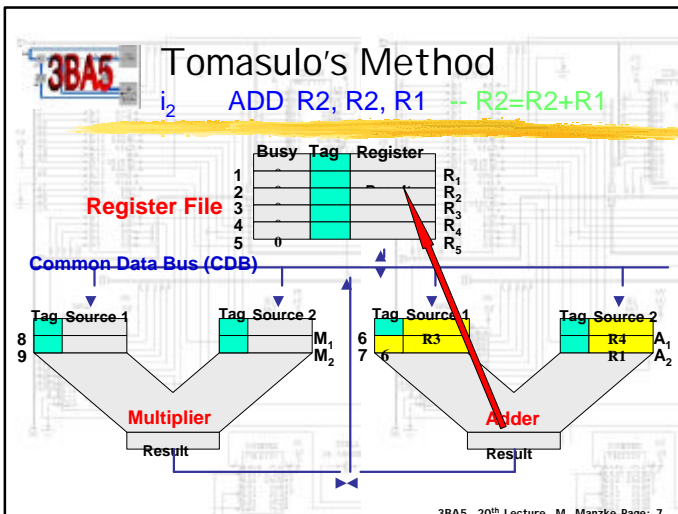 3BA5
Tomasulo's Method
i2 ADD R2, R2, R1 -- R2=R2+R1
Busy Tag Register
1 R1
2 R2
3 R3
4 R4
5 0 R5
Register File
Common Data Bus (CDB)
Tag Source 1 Tag Source 2 Tag Source 1 Tag Source 2
8 M1 6 R3 R4 A1
9 M2 7 6 R1 A2
Multiplier Adder
Result Result
3BA5, 20th Lecture, M. Manzke, Page: 7